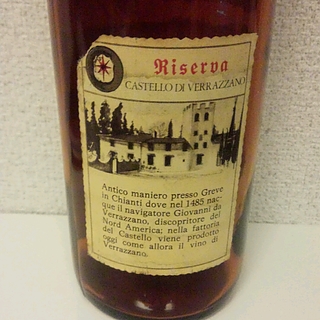 Riserva
CASTELLO DI VERRAZZANO
Antico maniero presso Greve
in Chianti dove nel 1485 nac-
que il navigatore Giovanni da
Verrazzano, discopritore del
Nord America; nella fattoria
del Castello viene prodotto
oggi come allora il vino di
Verrazzano.